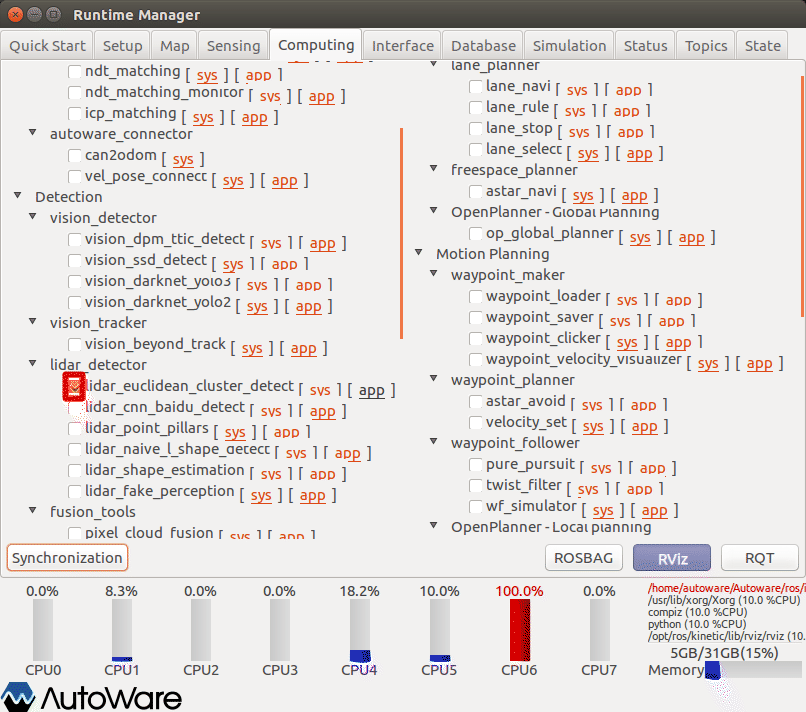 Runtime Manager
Quick Start Setup Map Sensing Computing Interface Database Simulation Status Topics State
ndt_matching [ sys ] [ app ]
ndt_matching_monitor [ sys ] [ app ]
icp_matching [ sys ] [ app ]
autoware_connector
can2odom [ sys ]
vel_pose_connect [ sys ] [ app ]
Detection
vision_detector
vision_dpm_ttic_detect [ sys ] [ app ]
vision_ssd_detect [ sys ] [ app ]
vision_darknet_yolo3 [ sys ] [ app ]
vision_darknet_yolo2 [ sys ] [ app ]
vision_tracker
vision_beyond_track [ sys ] [ app ]
lidar_detector
lidar_euclidean_cluster_detect [ sys ] [ app ]
lidar_cnn_baidu_detect [ sys ] [ app ]
lidar_point_pillars [ sys ] [ app ]
lidar_naive_l_shape_detect [ sys ] [ app ]
lidar_shape_estimation [ sys ] [ app ]
lidar_fake_perception [ sys ] [ app ]
fusion_tools
pixel_cloud_fusion [ sys ] [ app ]
lane_planner
lane_navi [ sys ] [ app ]
lane_rule [ sys ] [ app ]
lane_stop [ sys ] [ app ]
lane_select [ sys ] [ app ]
freespace_planner
astar_navi [ sys ] [ app ]
OpenPlanner - Global Planning
op_global_planner [ sys ] [ app ]
Motion Planning
waypoint_maker
waypoint_loader [ sys ] [ app ]
waypoint_saver [ sys ] [ app ]
waypoint_clicker [ sys ] [ app ]
waypoint_velocity_visualizer [ sys ] [ app ]
waypoint_planner
astar_avoid [ sys ] [ app ]
velocity_set [ sys ] [ app ]
waypoint_follower
pure_pursuit [ sys ] [ app ]
twist_filter [ sys ] [ app ]
wf_simulator [ sys ] [ app ]
OpenPlanner - Local planning
Synchronization ROSBAG RViz RQT
0.0% 8.3% 0.0% 0.0% 18.2% 10.0% 100.0% 0.0%
CPU0 CPU1 CPU2 CPU3 CPU4 CPU5 CPU6 CPU7
/home/autoware/Autoware/ros/i
/usr/lib/xorg/Xorg (10.0 %CPU)
compiz (10.0 %CPU)
python (10.0 %CPU)
/opt/ros/kinetic/lib/rviz/rviz (10.
5GB/31GB(15%)
Memory
AutoWare